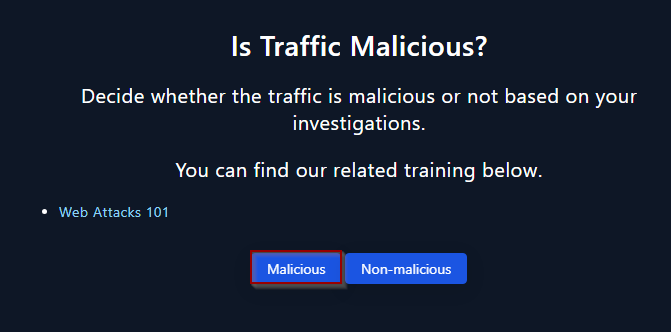 Is Traffic Malicious?
Decide whether the traffic is malicious or not based on your
investigations.
You can find our related training below.
Web Attacks 101
Malicious Non-malicious